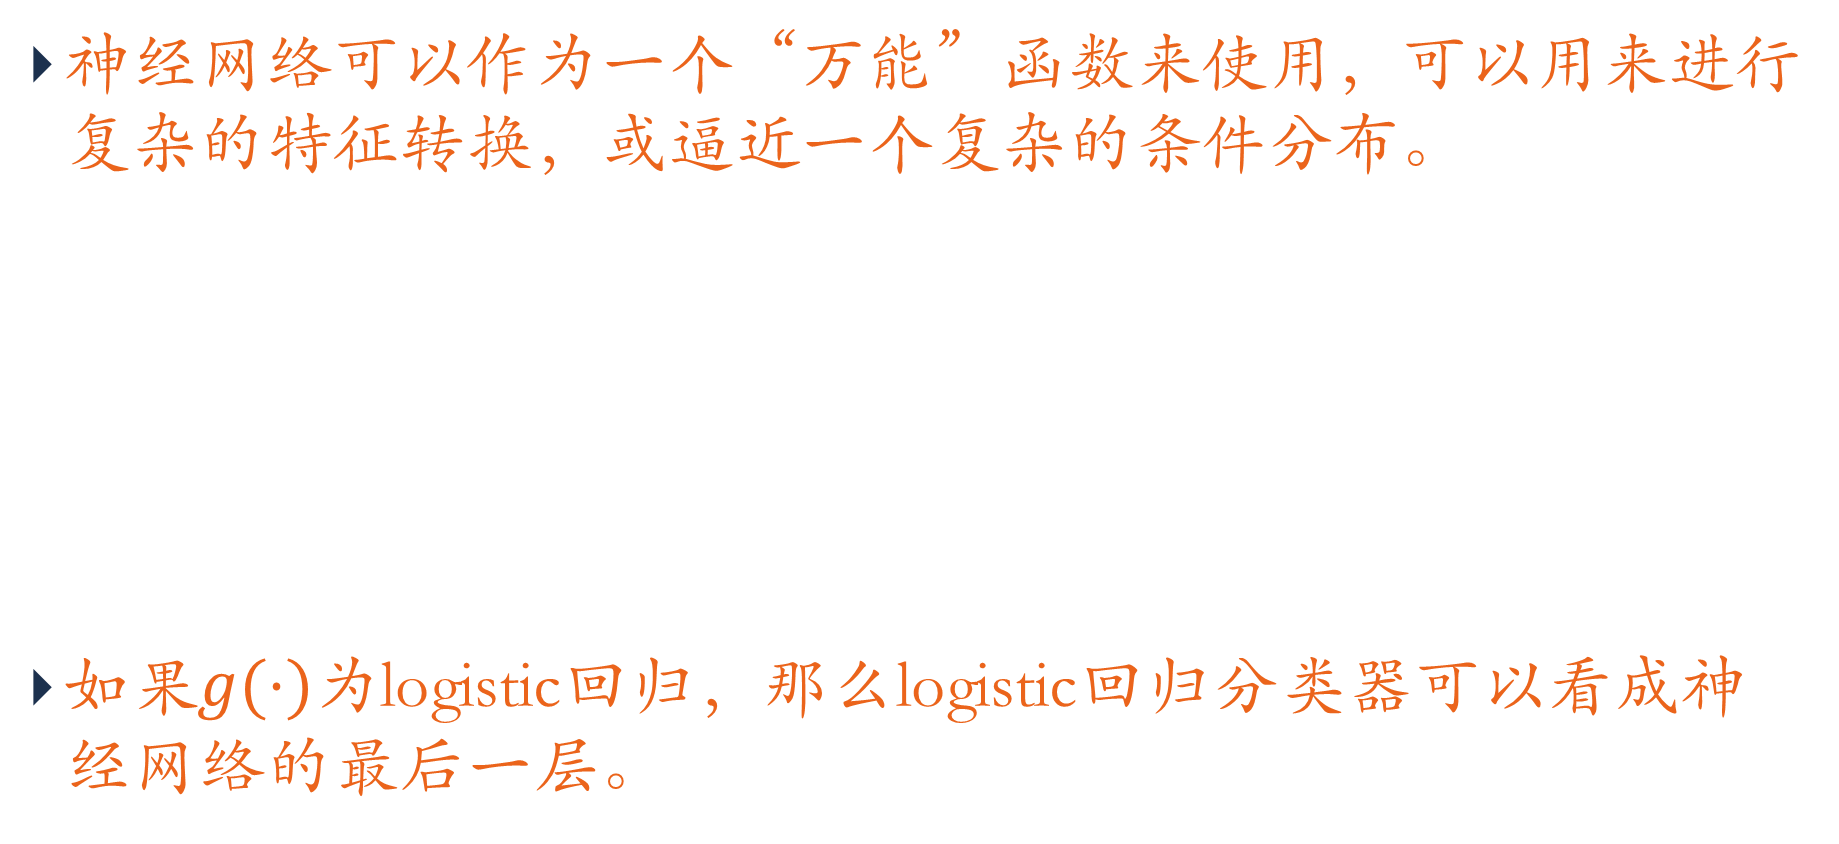 神经网络可以作为一个“万能”函数来使用，可以用来进行
复杂的特征转换，或逼近一个复杂的条件分布。
如果g(·)为logistic回归，那么logistic回归分类器可以看成神
经网络的最后一层。